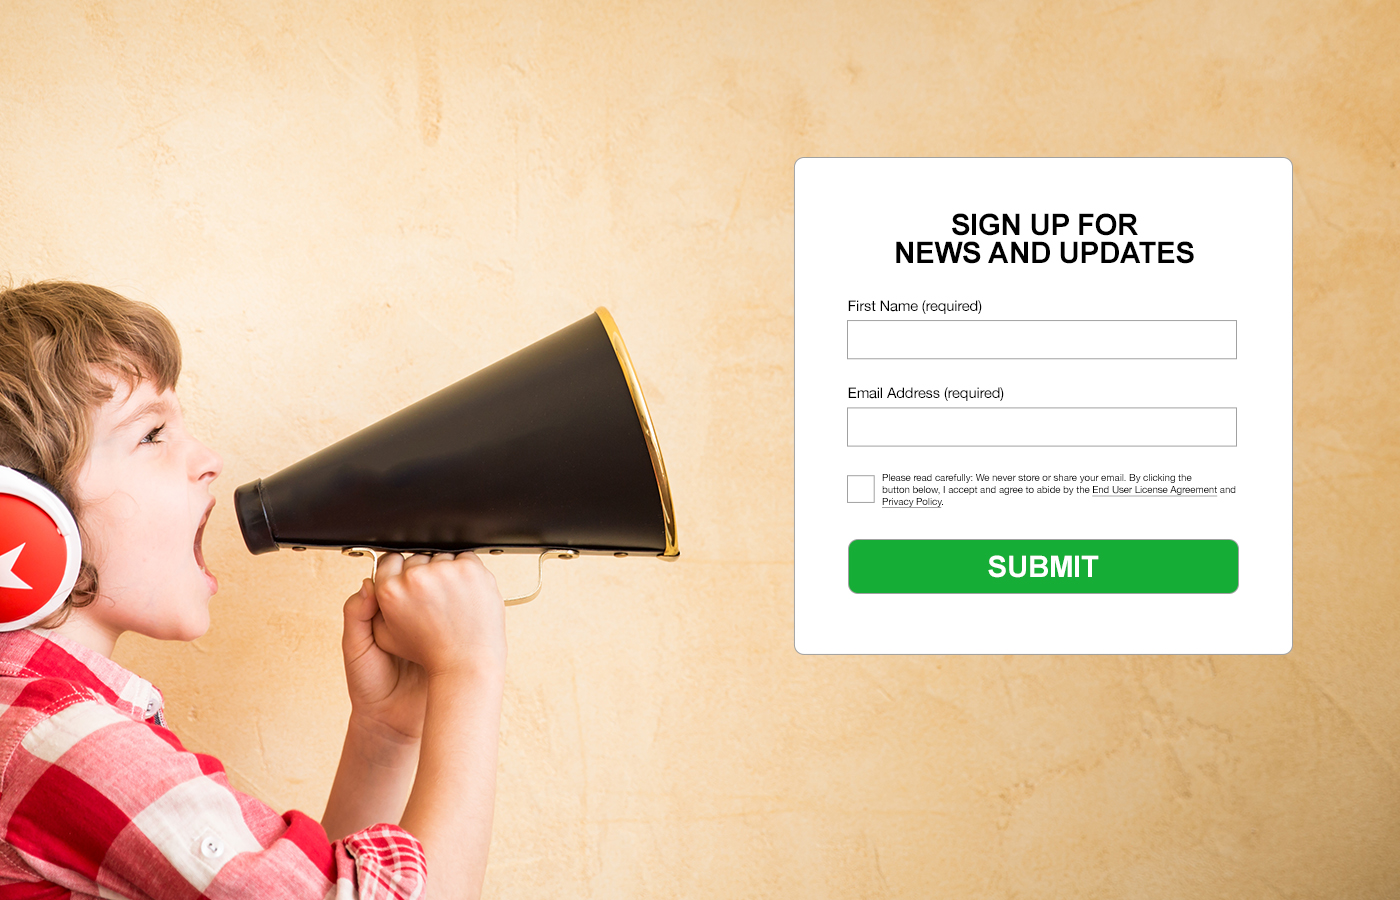 SIGN UP FOR
NEWS AND UPDATES
First Name (required)
Email Address (required)
Please read carefully: We never store or share your email. By clicking the
button below, I accept and agree to abide by the End User License Agreement and
Privacy Policy.
SUBMIT